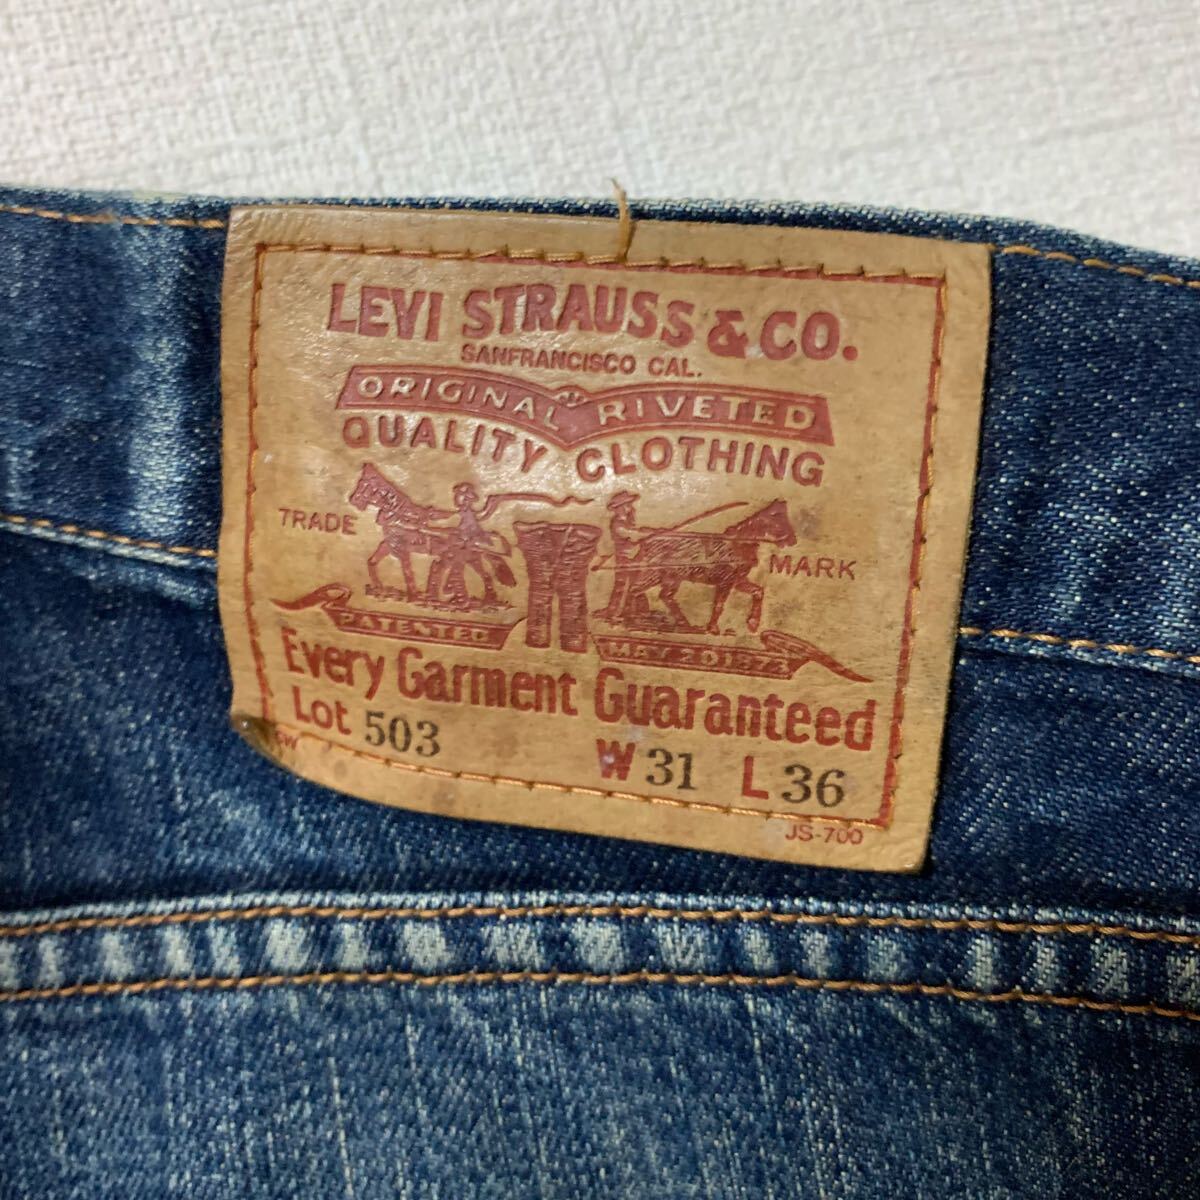 LEVI STRAUSS & CO.
SANFRANCISCO CAL.
ORIGINAL RIVETED
QUALITY CLOTHING
TRADE MARK
PATENTED MAY 20 1873
Every Garment Guaranteed
Lot 503 W 31 L 36
JS-700